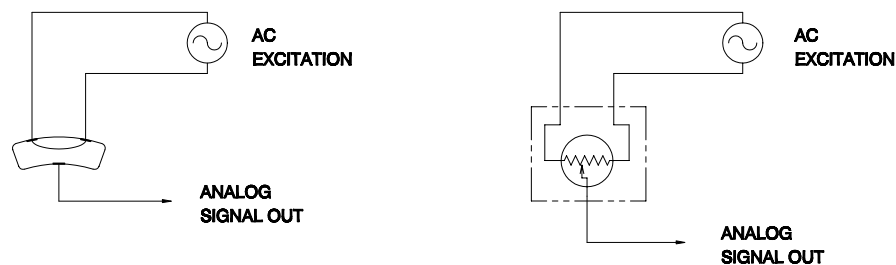 AC
EXCITATION
ANALOG
SIGNAL OUT
AC
EXCITATION
ANALOG
SIGNAL OUT